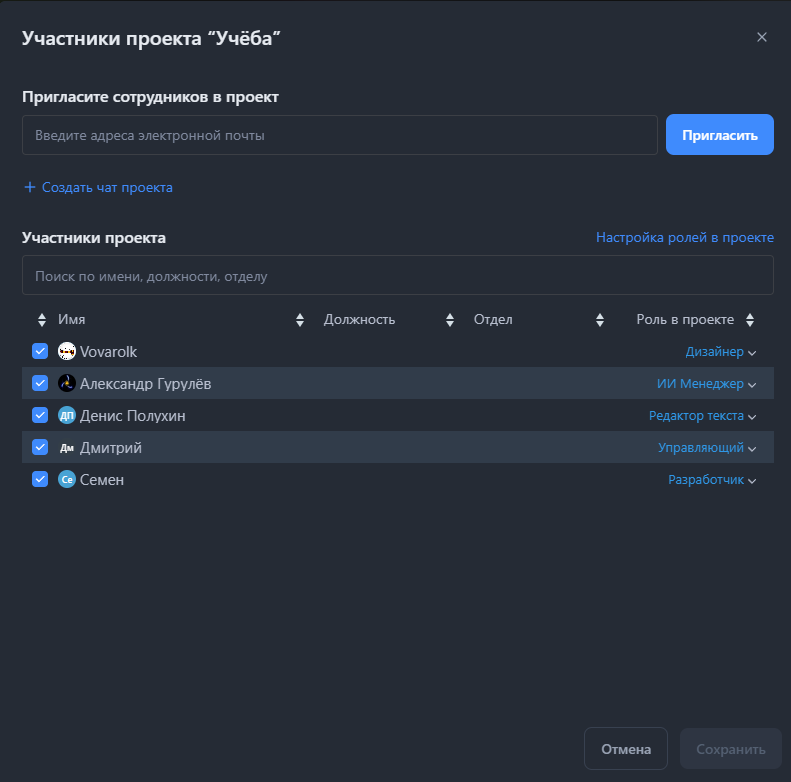 Участники проекта “Учёба”
Пригласите сотрудников в проект
Введите адреса электронной почты
Пригласить
+ Создать чат проекта
Участники проекта
Настройка ролей в проекте
Поиск по имени, должности, отделу
Имя Должность Отдел Роль в проекте
Vovarolk Дизайнер
Александр Гурулёв ИИ Менеджер
ДП Денис Полухин Редактор текста
Дм Дмитрий Управляющий
Се Семен Разработчик
Отмена Сохранить